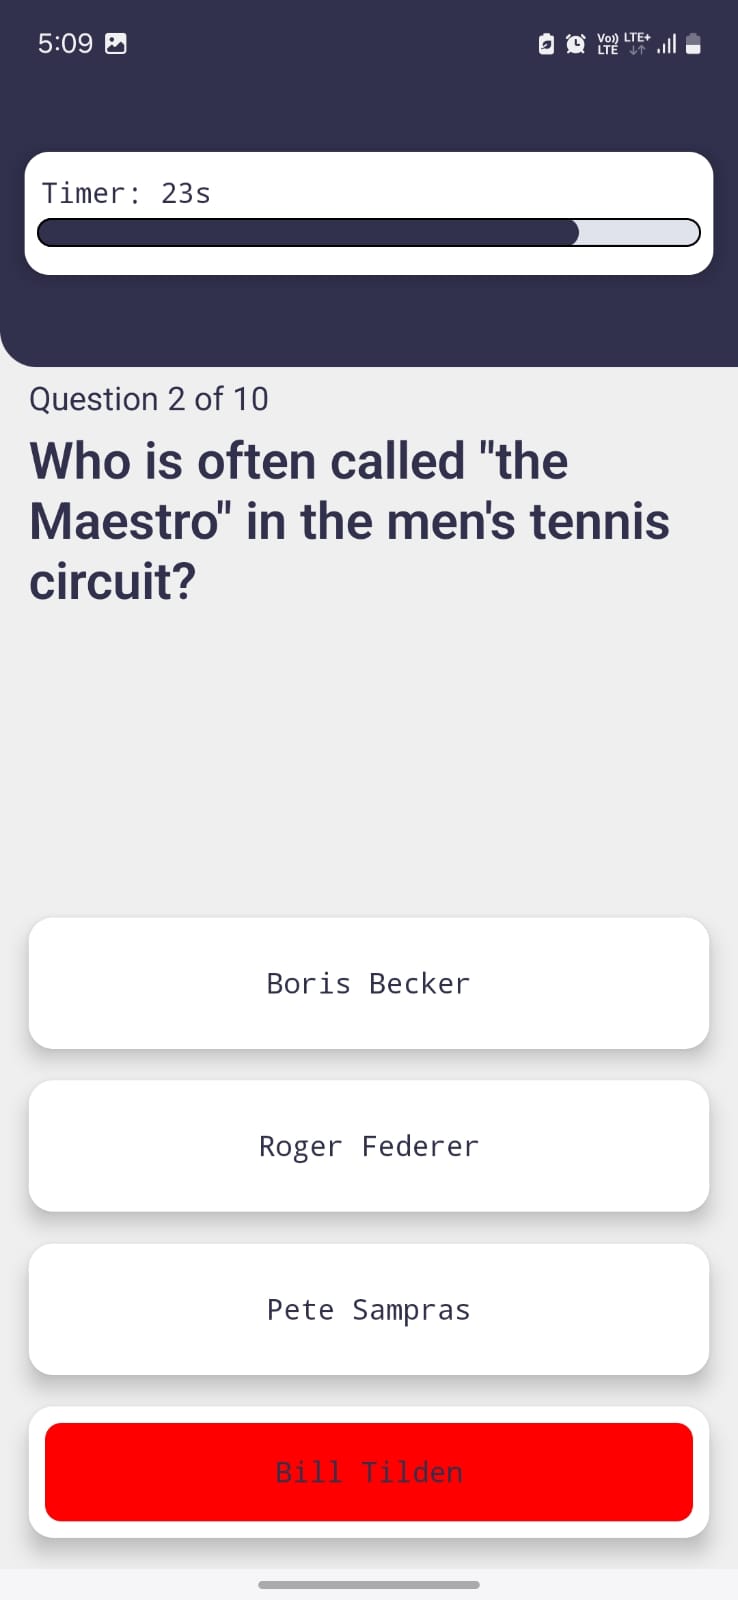 5:09
Vo)) LTE+
LTE
Timer: 23s
Question 2 of 10
Who is often called "the
Maestro" in the men's tennis
circuit?
Boris Becker
Roger Federer
Pete Sampras
Bill Tilden